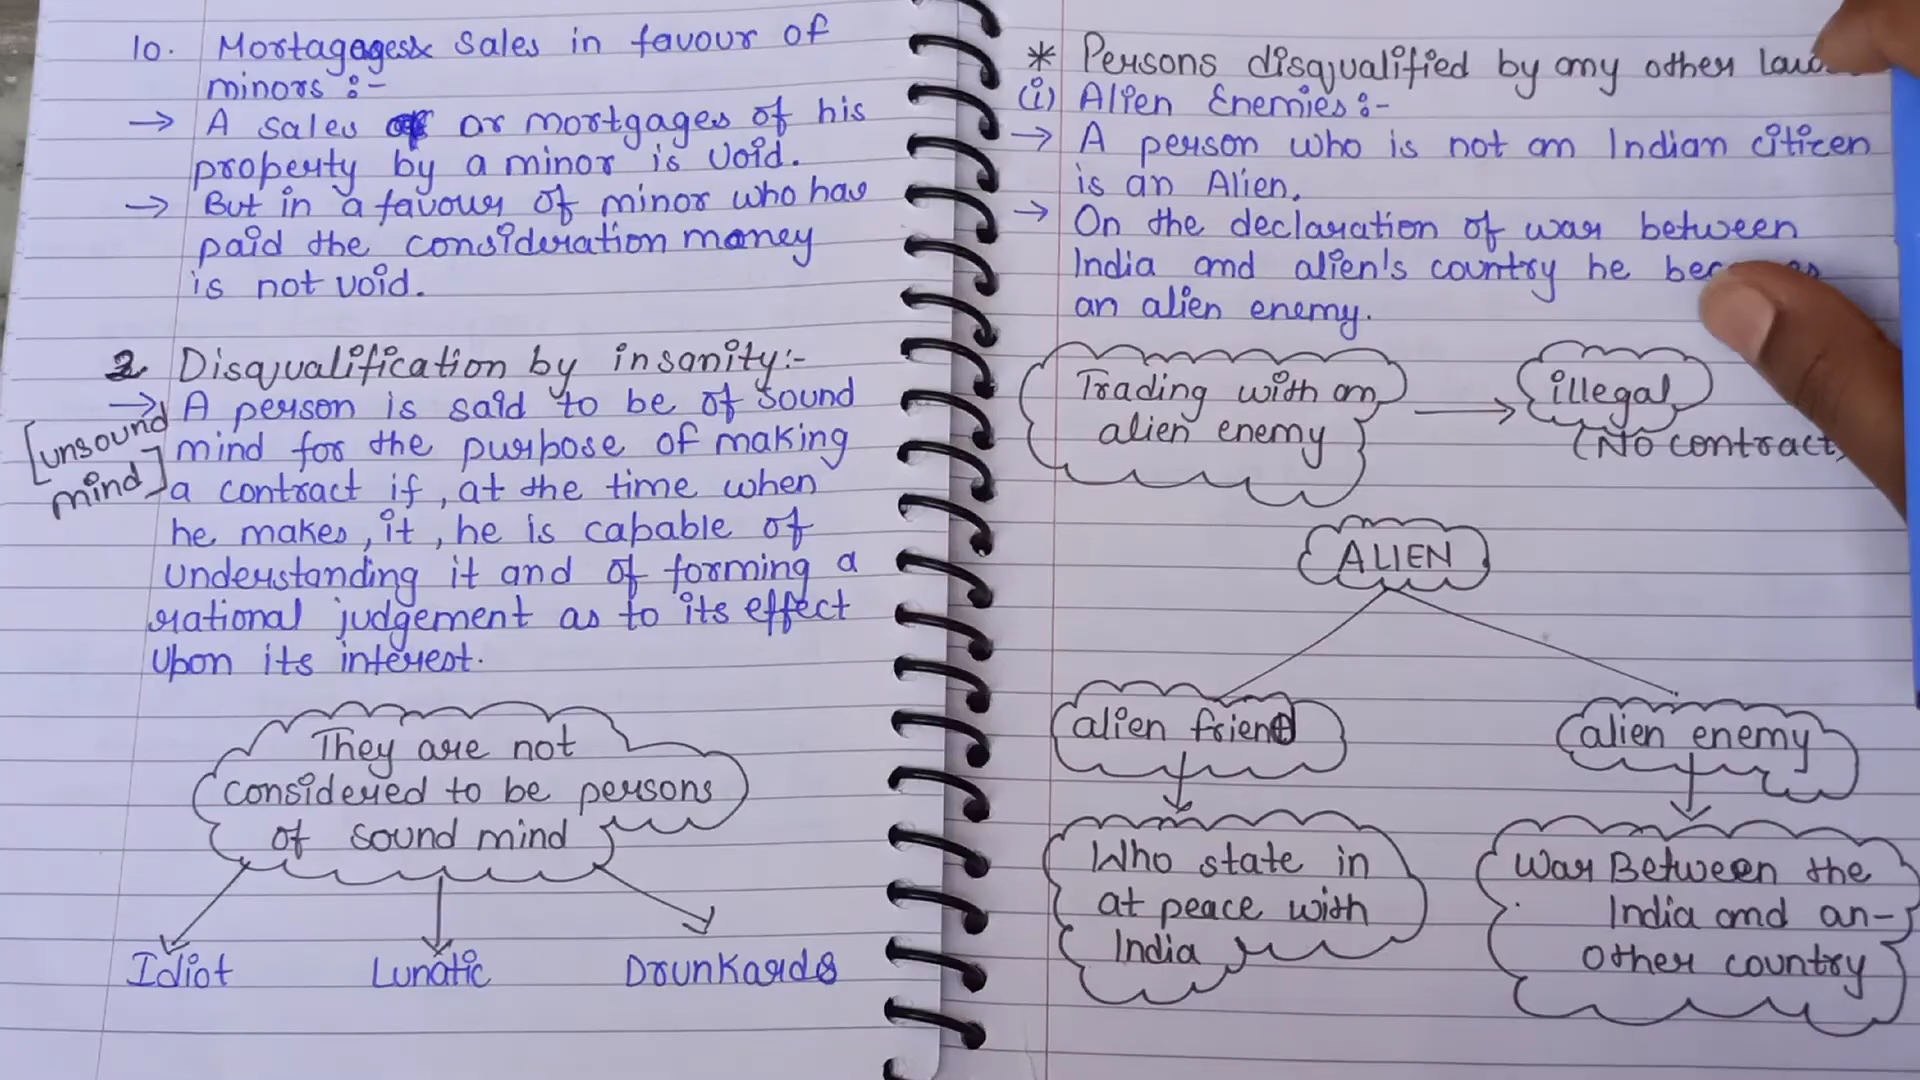 10. Mortagages& Sales in favour of
minors :-
→ A sales or mortgages of his
property by a minor is void.
→ But in a favour of minor who has
paid the consideration money
is not void.
2. Disqualification by insanity:-
[unsound mind]
→ A person is said to be of sound
mind for the purpose of making
a contract if, at the time when
he makes, it, he is capable of
understanding it and of forming a
rational judgement as to its effect
upon its interest.
They are not
considered to be persons
of sound mind
Idiot Lunatic Drunkards
* Persons disqualified by any other
(i) Alien Enemies:-
→ A person who is not an Indian citizen
is an Alien.
→ On the declaration of war between
India and alien's country he
an alien enemy.
Trading with an
alien enemy
→ illegal
(No contract)
ALIEN
alien friend
alien enemy
Who state in
at peace with
India
War Between the
India and an-
other country